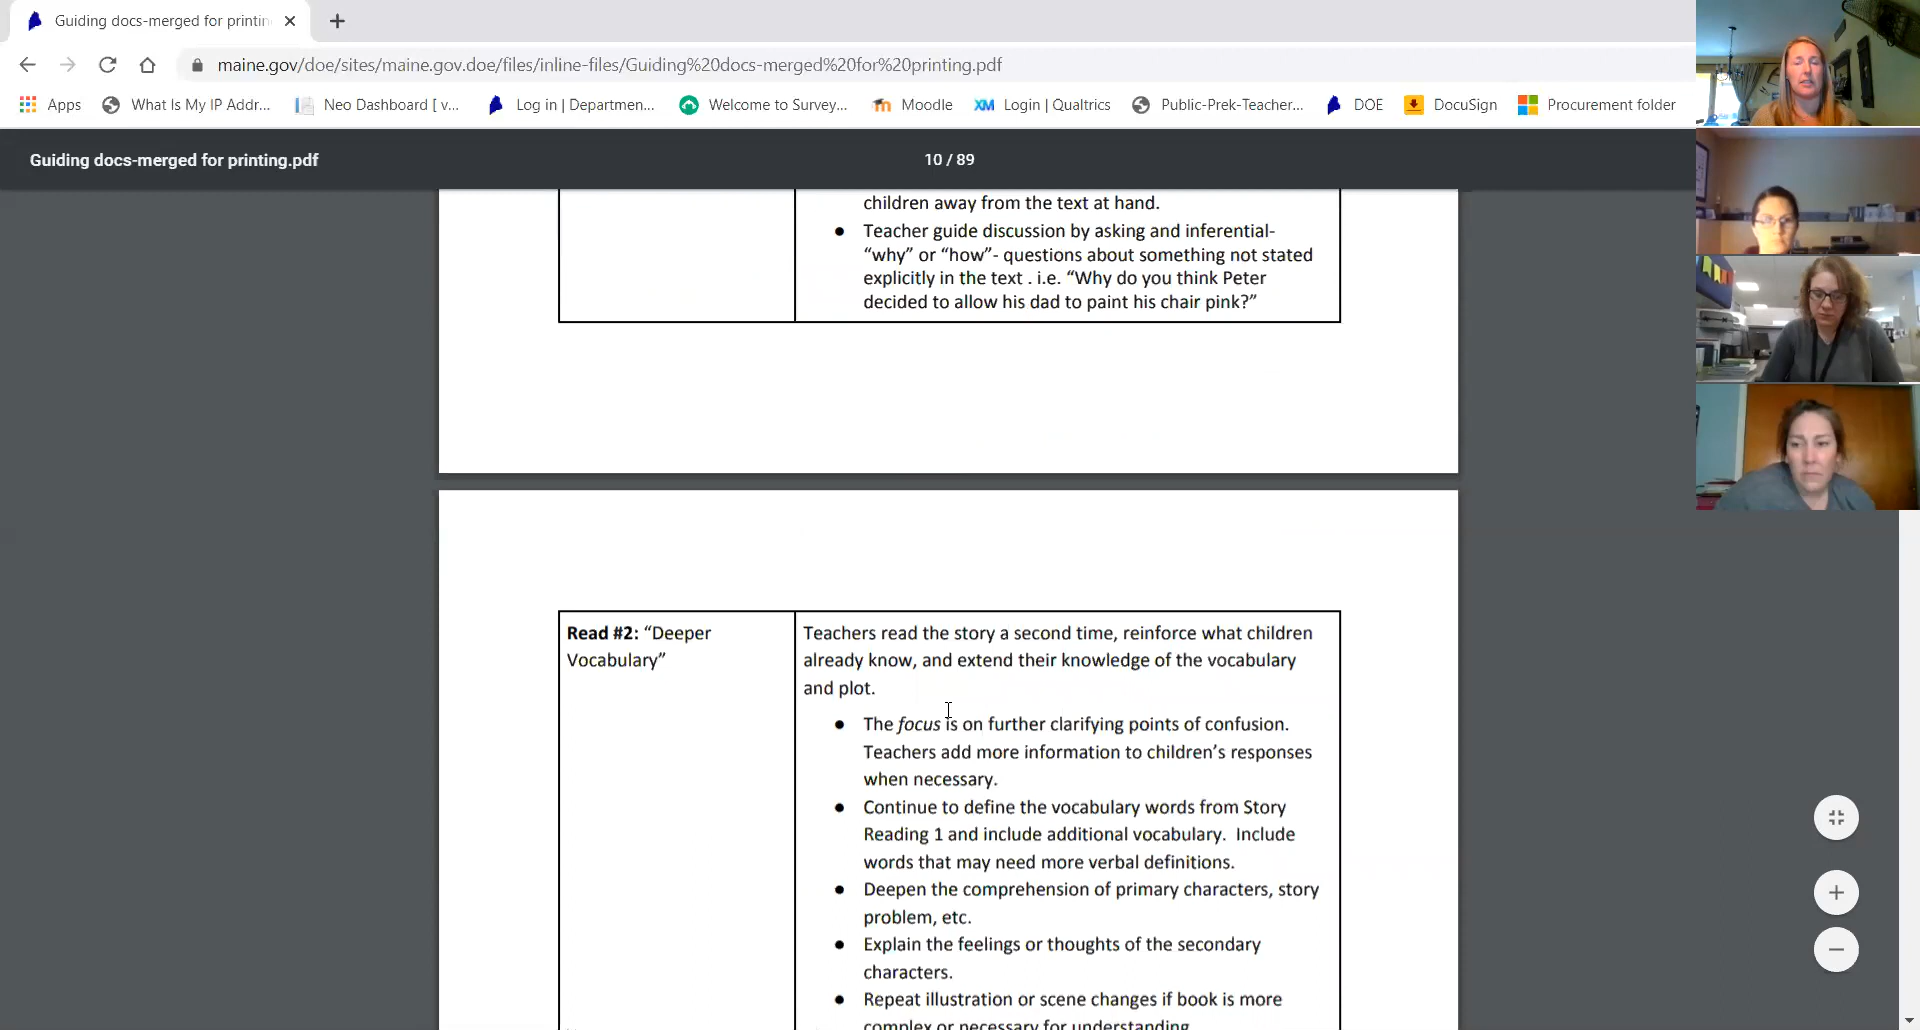 Guiding docs-merged for printin
maine.gov/doe/sites/maine.gov.doe/files/inline-files/Guiding%20docs-merged%20for%20printing.pdf
Apps What Is My IP Addr... Neo Dashboard [ v... Log in | Departmen... Welcome to Survey... Moodle XM Login | Qualtrics Public-Prek-Teacher... DOE DocuSign Procurement folder
Guiding docs-merged for printing.pdf 10 / 89
children away from the text at hand.
● Teacher guide discussion by asking and inferential-
“why” or “how”- questions about something not stated
explicitly in the text . i.e. “Why do you think Peter
decided to allow his dad to paint his chair pink?”
Read #2: “Deeper
Vocabulary”
Teachers read the story a second time, reinforce what children
already know, and extend their knowledge of the vocabulary
and plot.
● The focus is on further clarifying points of confusion.
Teachers add more information to children’s responses
when necessary.
● Continue to define the vocabulary words from Story
Reading 1 and include additional vocabulary. Include
words that may need more verbal definitions.
● Deepen the comprehension of primary characters, story
problem, etc.
● Explain the feelings or thoughts of the secondary
characters.
● Repeat illustration or scene changes if book is more
complex or necessary for understanding